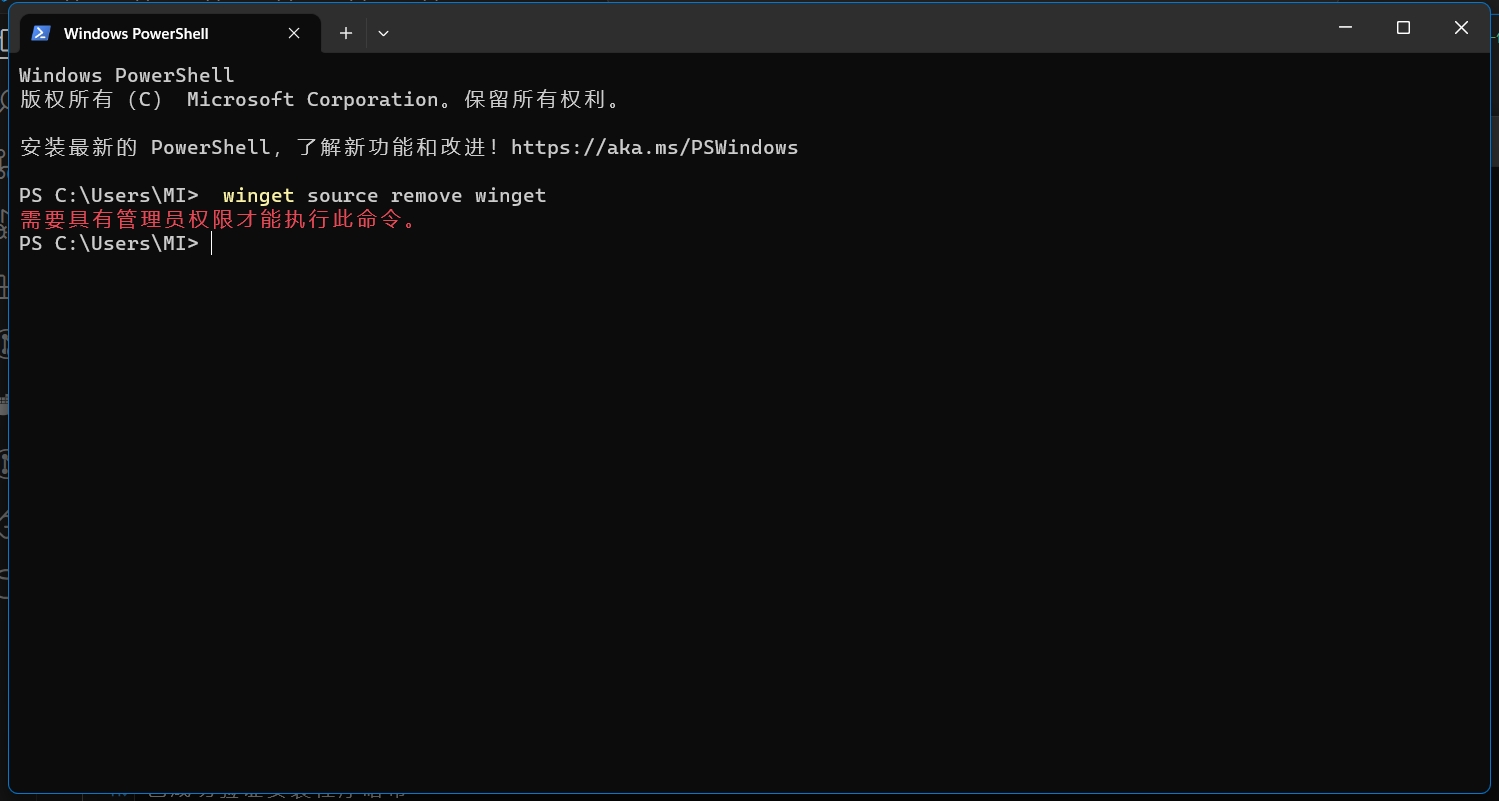 Windows PowerShell
Windows PowerShell
版权所有 (C) Microsoft Corporation。保留所有权利。
安装最新的 PowerShell，了解新功能和改进！https://aka.ms/PSWindows
PS C:\Users\MI>  winget source remove winget
需要具有管理员权限才能执行此命令。
PS C:\Users\MI>